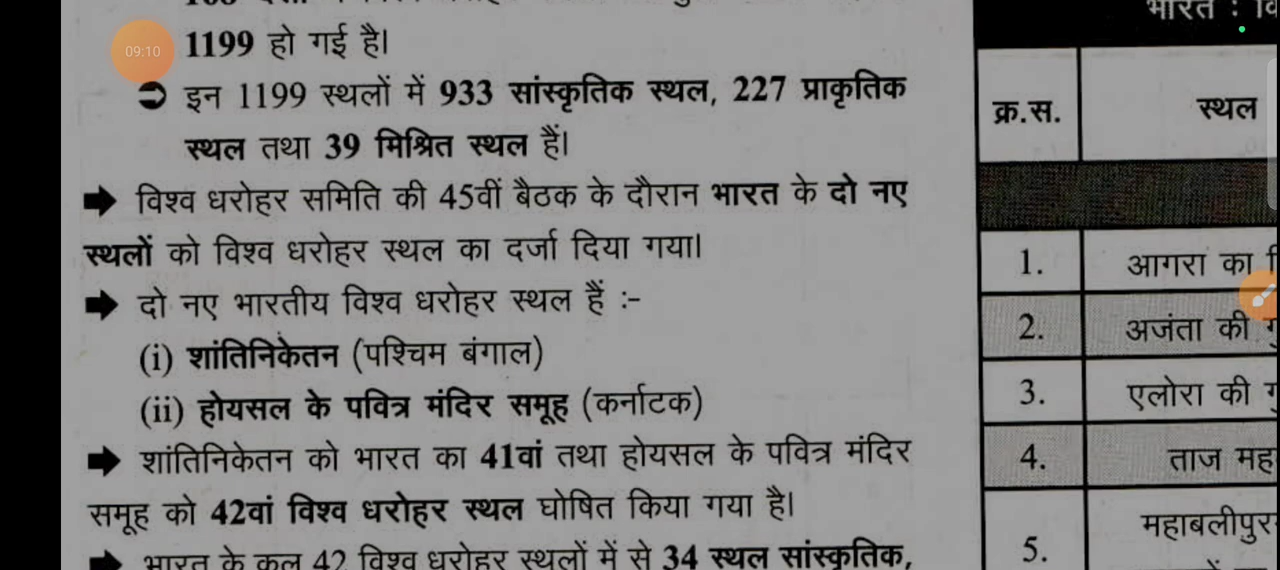 1199 हो गई है।
09:10
➲ इन 1199 स्थलों में 933 सांस्कृतिक स्थल, 227 प्राकृतिक
स्थल तथा 39 मिश्रित स्थल हैं।
➡ विश्व धरोहर समिति की 45वीं बैठक के दौरान भारत के दो नए
स्थलों को विश्व धरोहर स्थल का दर्जा दिया गया।
➡ दो नए भारतीय विश्व धरोहर स्थल हैं :-
(i) शांतिनिकेतन (पश्चिम बंगाल)
(ii) होयसल के पवित्र मंदिर समूह (कर्नाटक)
➡ शांतिनिकेतन को भारत का 41वां तथा होयसल के पवित्र मंदिर
समूह को 42वां विश्व धरोहर स्थल घोषित किया गया है।
➡ भारत के कुल 42 विश्व धरोहर स्थलों में से 34 स्थल सांस्कृतिक,
भारत :
क्र.स. स्थल
1. आगरा का
2. अजंता की
3. एलोरा की
4. ताज मह
5. महाबलीपुर